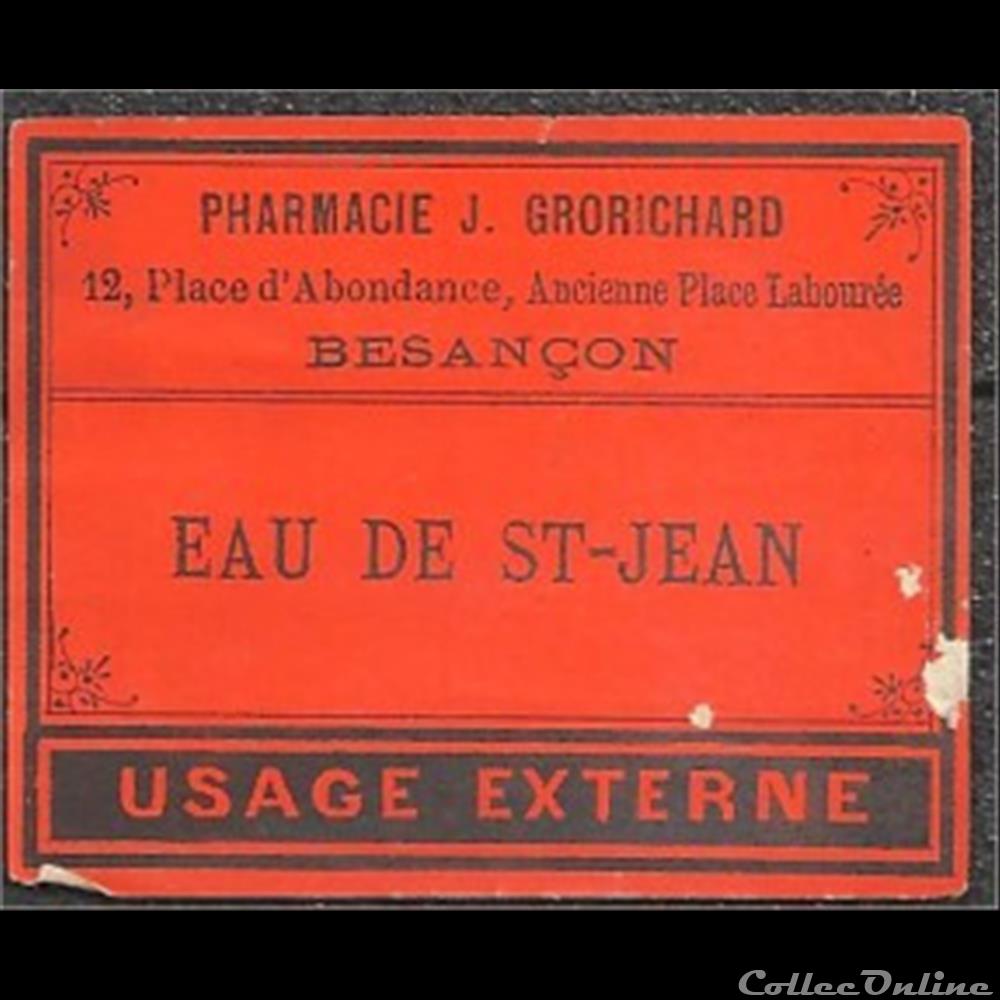 PHARMACIE J. GRORICHARD
12, Place d'Abondance, Ancienne Place Labourée
BESANÇON
EAU DE ST-JEAN
USAGE EXTERNE
CollecOnline